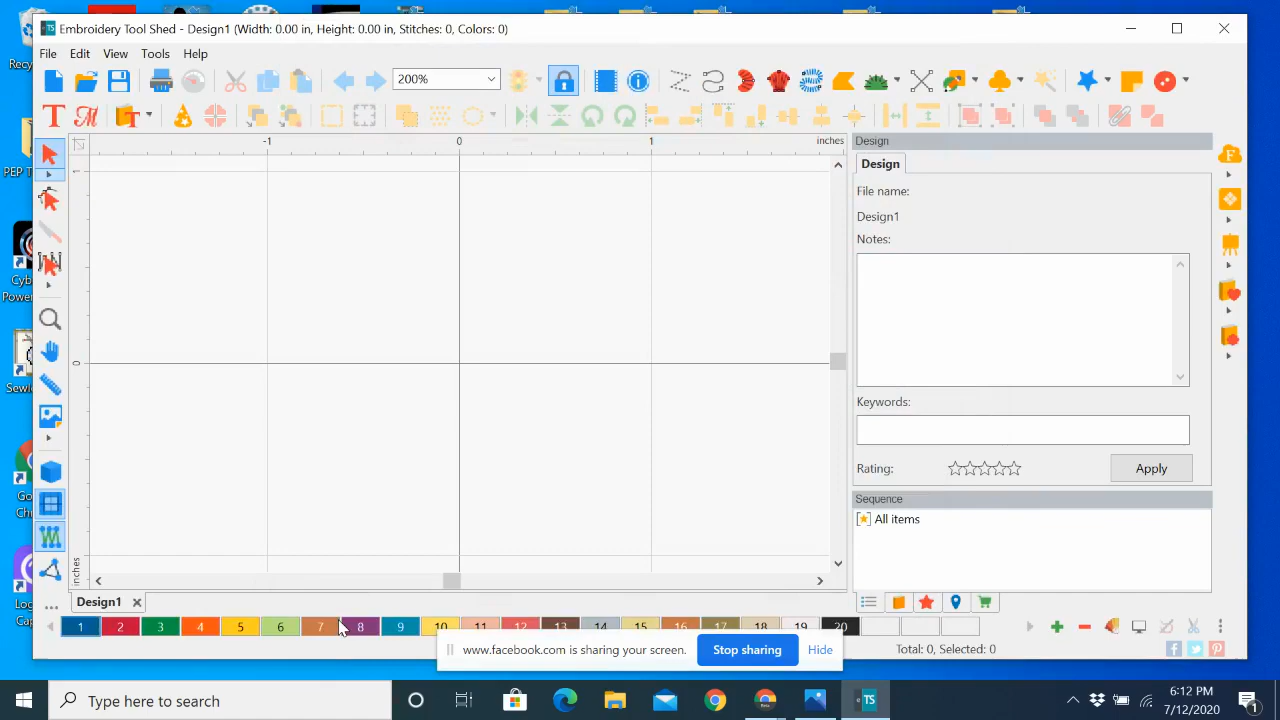 Embroidery Tool Shed - Design1 (Width: 0.00 in, Height: 0.00 in, Stitches: 0, Colors: 0)
File Edit View Tools Help
200%
-1 0 1 inches
1
0
inches
Design
Design
File name:
Design1
Notes:
Keywords:
Rating:
Apply
Sequence
All items
Design1
1 2 3 4 5 6 7 8 9 10 11 12 13 14 15 16 17 18 19 20
www.facebook.com is sharing your screen. Stop sharing Hide
Total: 0, Selected: 0
Type here to search
6:12 PM
7/12/2020